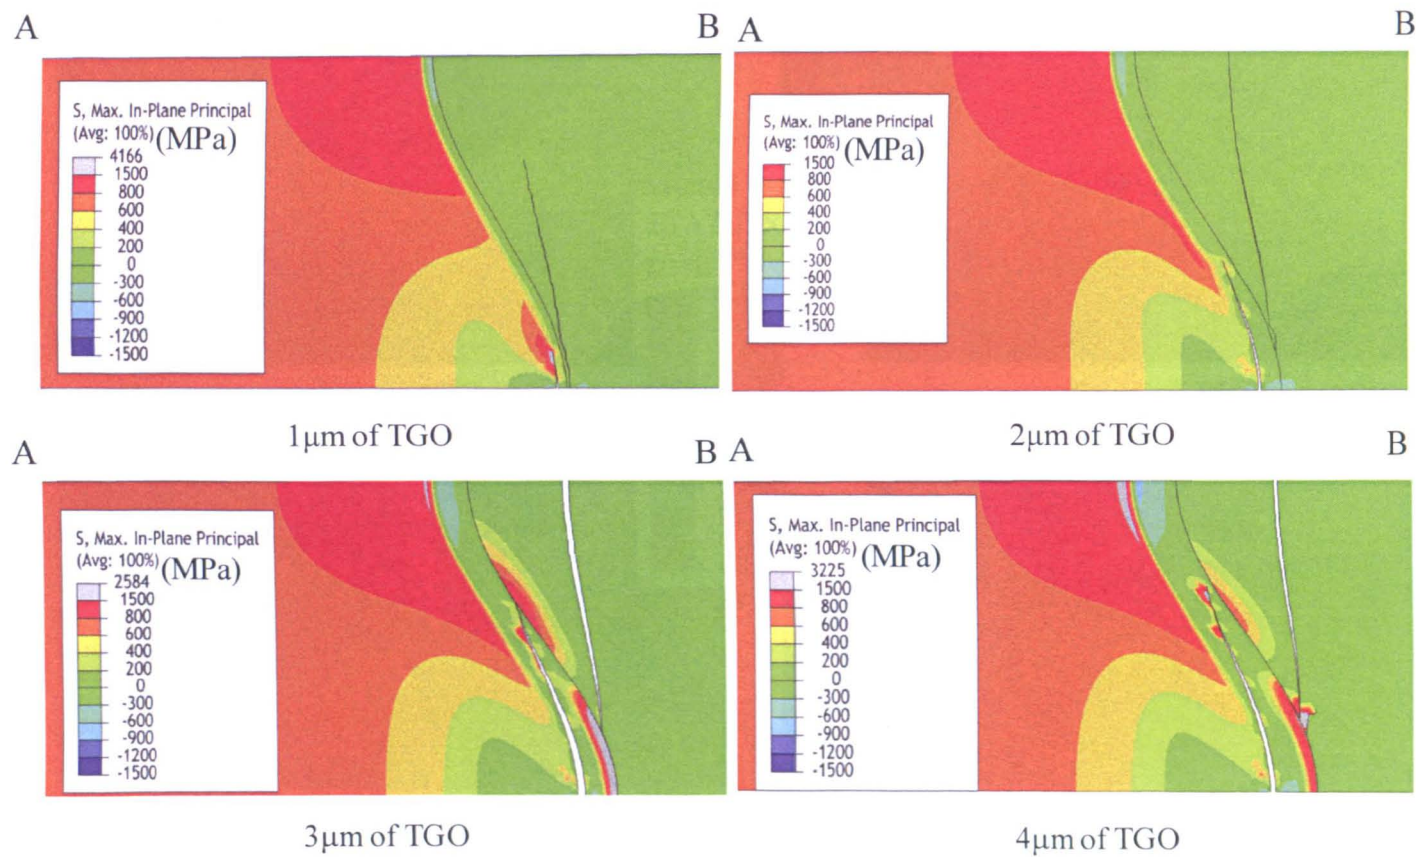 A
B
A
B
S, Max. In-Plane Principal
(Avg: 100%) (MPa)
4166
1500
800
600
400
200
0
-300
-600
-900
-1200
-1500
S, Max. In-Plane Principal
(Avg: 100%) (MPa)
1500
800
600
400
200
0
-300
-600
-900
-1200
-1500
1μm of TGO
2μm of TGO
A
B
A
B
S, Max. In-Plane Principal
(Avg: 100%) (MPa)
2584
1500
800
600
400
200
0
-300
-600
-900
-1200
-1500
S, Max. In-Plane Principal
(Avg: 100%) (MPa)
3225
1500
800
600
400
200
0
-300
-600
-900
-1200
-1500
3μm of TGO
4μm of TGO